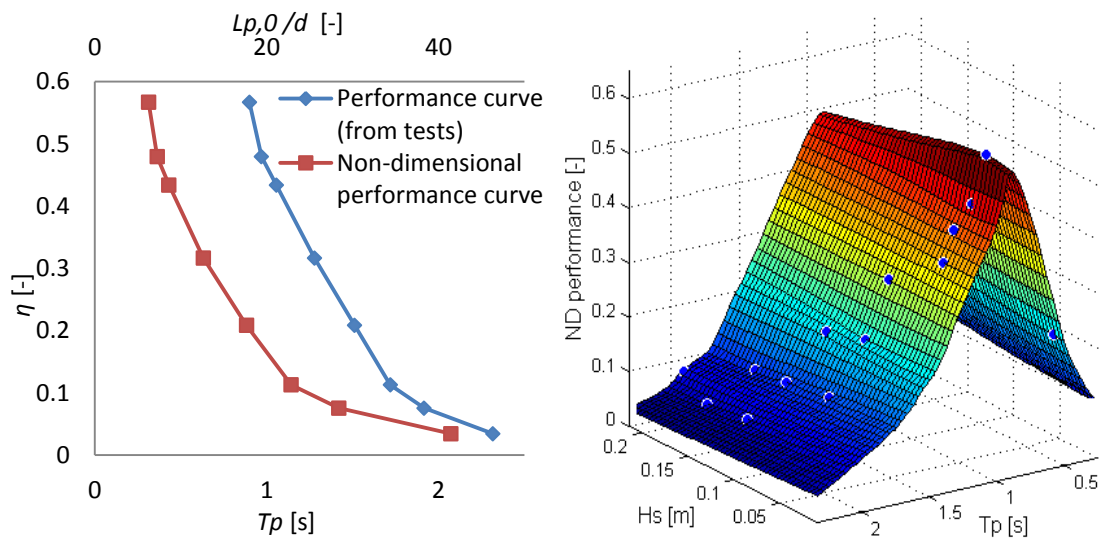 Lp,0 /d [-]
0 20 40
0.6
0.5
0.4
0.3
0.2
0.1
0
η [-]
Performance curve
(from tests)
Non-dimensional
performance curve
0 1 2
Tp [s]
0.6
0.5
0.4
0.3
0.2
0.1
0
ND performance [-]
0.2
0.15
0.1
0.05
Hs [m]
2
1.5
1
0.5
Tp [s]